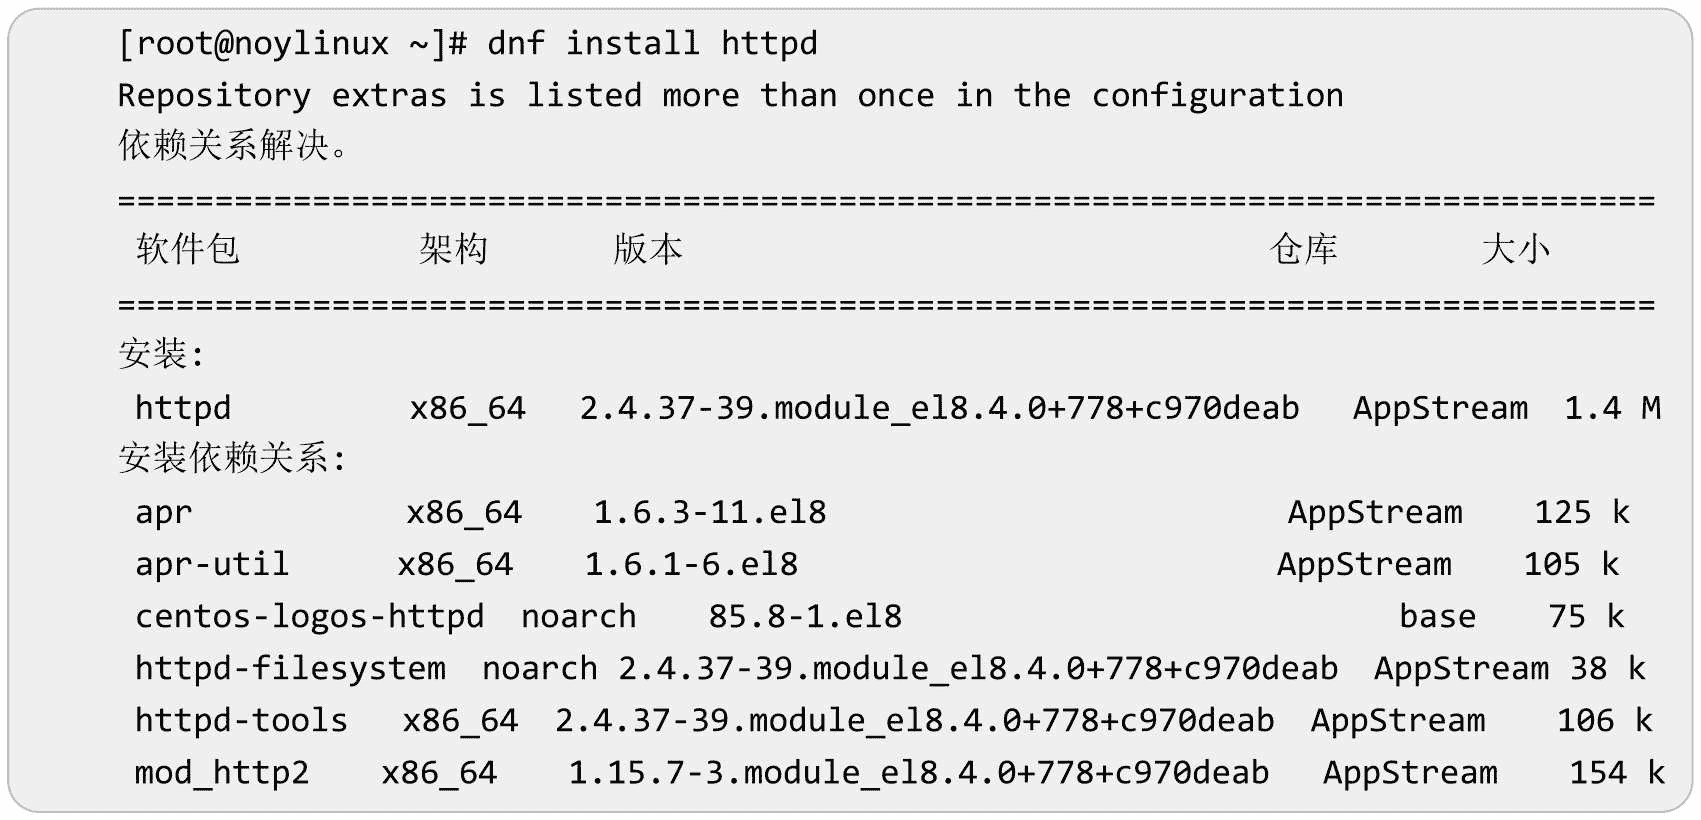 [root@noylinux ~]# dnf install httpd
Repository extras is listed more than once in the configuration
依赖关系解决。
===============================================================================
软件包 架构 版本 仓库 大小
===============================================================================
安装:
httpd x86_64 2.4.37-39.module_el8.4.0+778+c970deab AppStream 1.4 M
安装依赖关系:
apr x86_64 1.6.3-11.el8 AppStream 125 k
apr-util x86_64 1.6.1-6.el8 AppStream 105 k
centos-logos-httpd noarch 85.8-1.el8 base 75 k
httpd-filesystem noarch 2.4.37-39.module_el8.4.0+778+c970deab AppStream 38 k
httpd-tools x86_64 2.4.37-39.module_el8.4.0+778+c970deab AppStream 106 k
mod_http2 x86_64 1.15.7-3.module_el8.4.0+778+c970deab AppStream 154 k